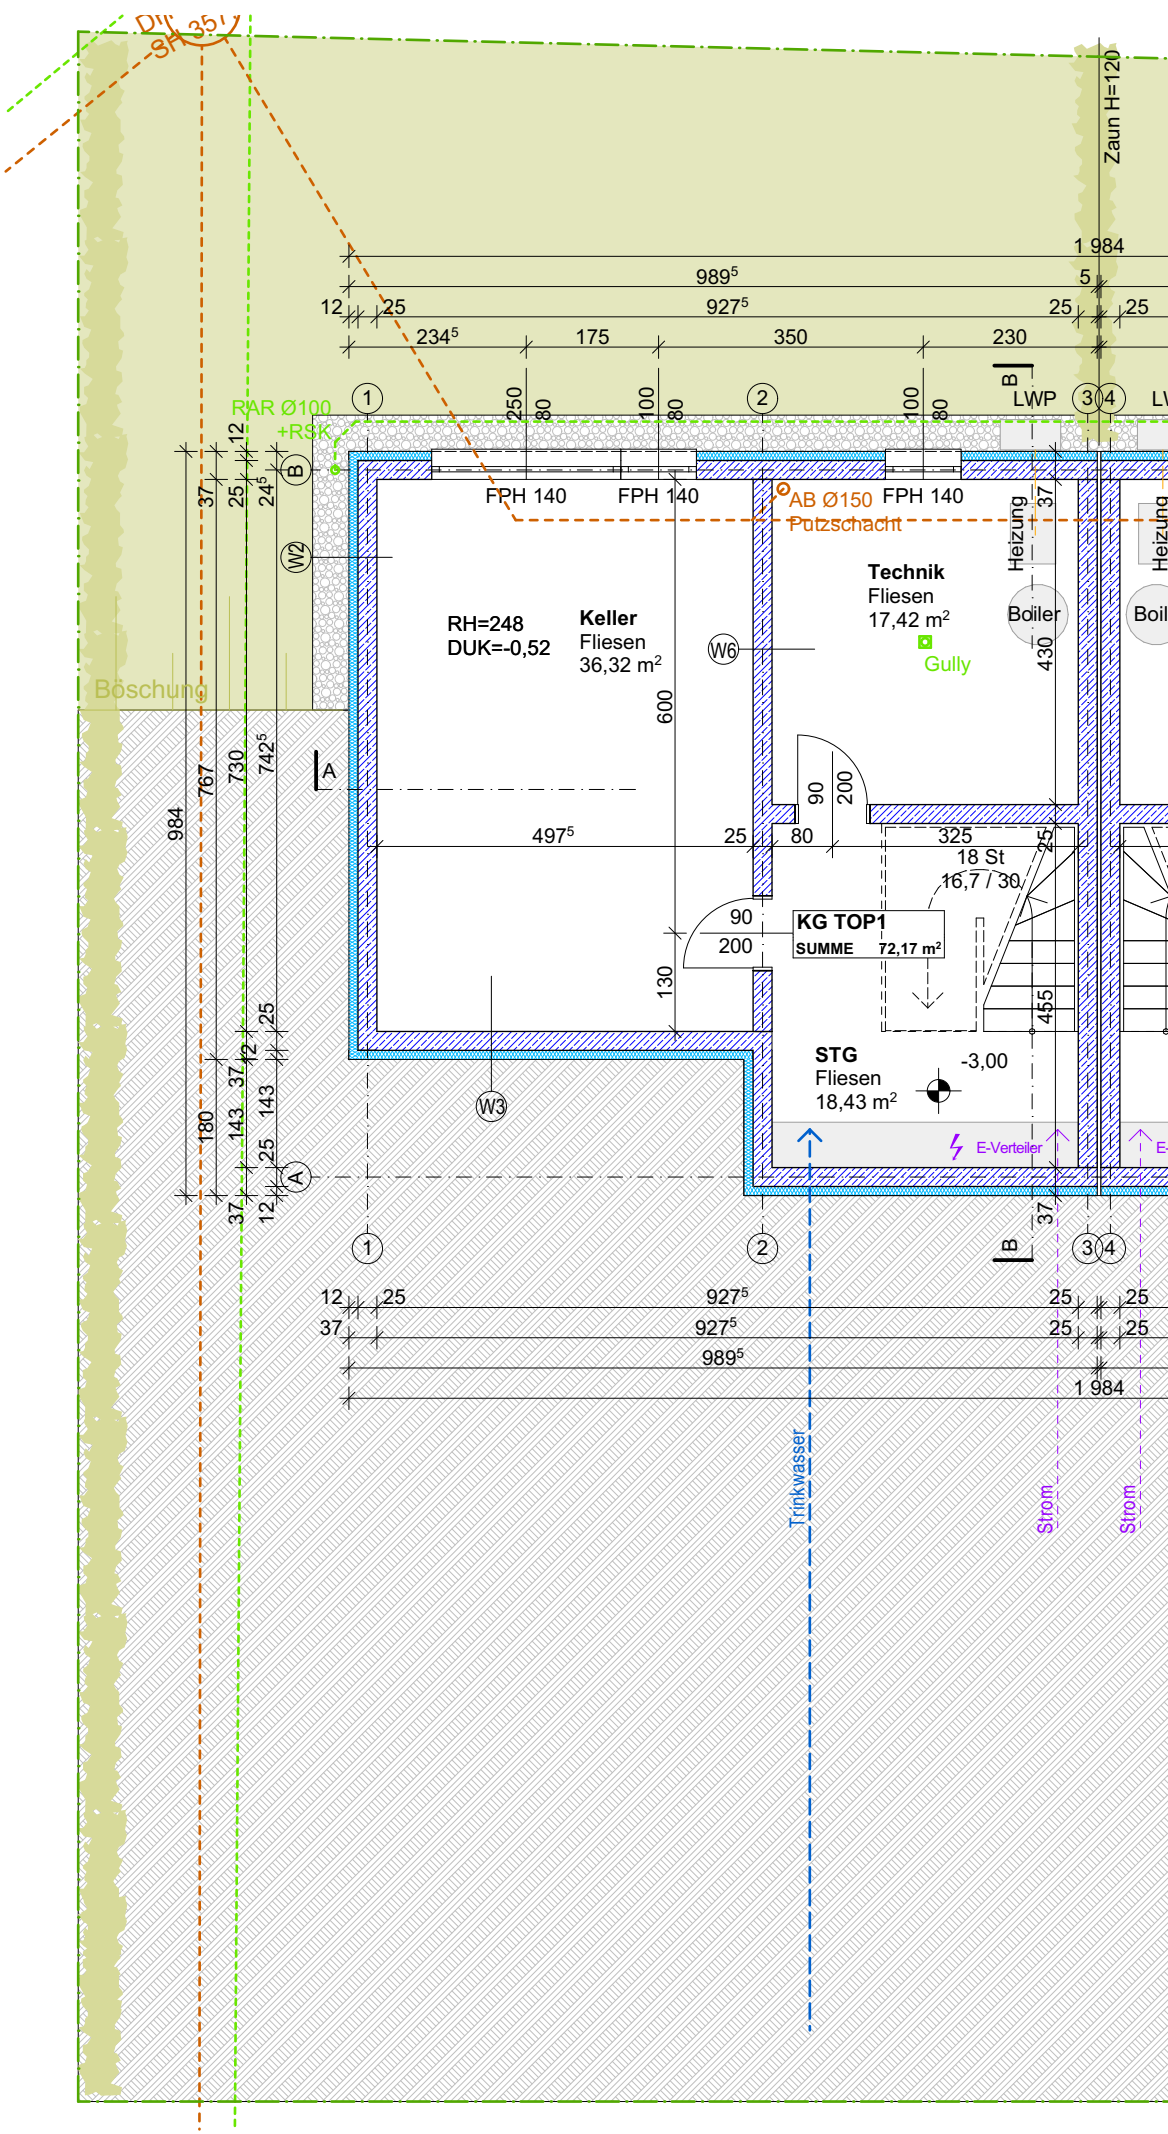 SH 357
Zaun H=120
1 984
989⁵
5
12
25
927⁵
25
25
234⁵
175
350
230
B
1
250
80
100
80
2
100
80
LWP
3
4
RAR Ø100
+RSK
12
37
25
24⁵
B
FPH 140
FPH 140
AB Ø150
Putzschacht
FPH 140
Heizung
37
Heizung
W2
Technik
Fliesen
17,42 m²
Boiler
RH=248
DUK=-0,52
Keller
Fliesen
36,32 m²
W6
Gully
430
Böschung
600
984
767
730
742⁵
A
90
200
497⁵
25
80
325
25
18 St
16,7 / 30
90
200
KG TOP1
SUMME 72,17 m²
130
455
25
12
STG
Fliesen
18,43 m²
-3,00
37
143
143
180
W3
25
E-Verteiler
A
37
12
37
1
2
B
3
4
12
25
927⁵
25
25
37
927⁵
25
25
989⁵
1 984
Trinkwasser
Strom
Strom